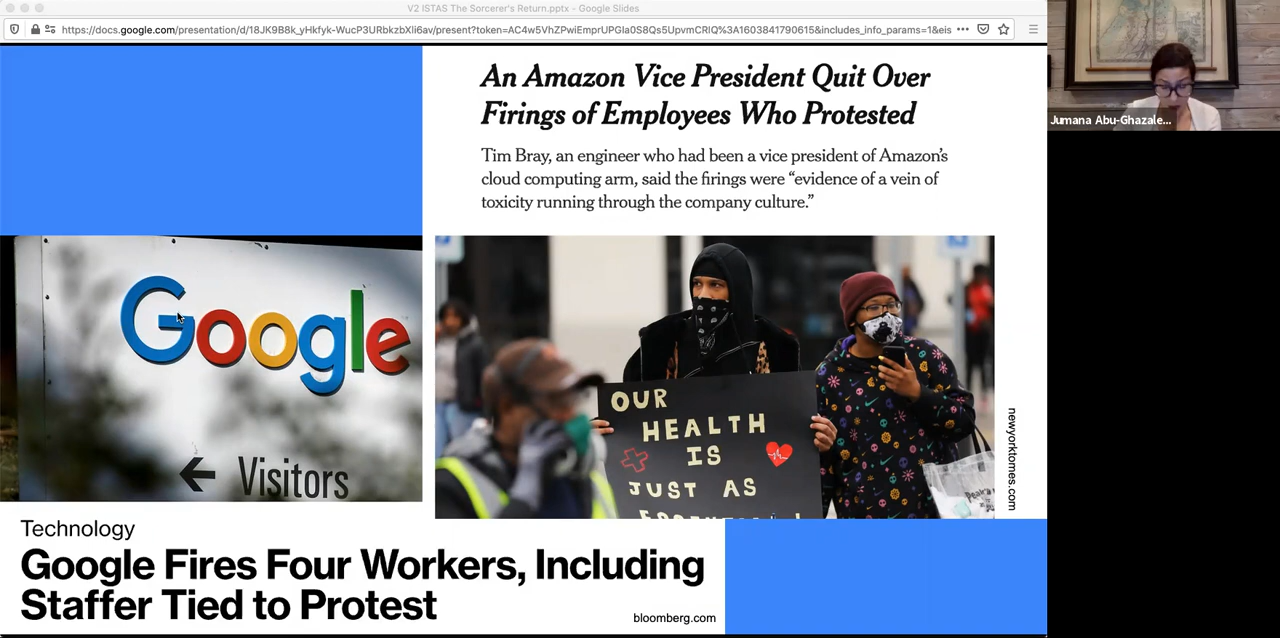 V2 ISTAS The Sorcerer's Return.pptx - Google Slides
https://docs.google.com/presentation/d/18JK9B8k_yHkfyk-WucP3URbkzbXli6av/present?token=AC4w5VhZPwiEmprUPGIa0S8Qs5UpvmCRIQ%3A1603841790615&includes_info_params=1&eis
Jumana Abu-Ghazale...
An Amazon Vice President Quit Over
Firings of Employees Who Protested
Tim Bray, an engineer who had been a vice president of Amazon's
cloud computing arm, said the firings were “evidence of a vein of
toxicity running through the company culture.”
Google
Visitors
OUR
HEALTH
IS
JUST AS
newyorktomes.com
Technology
Google Fires Four Workers, Including
Staffer Tied to Protest
bloomberg.com